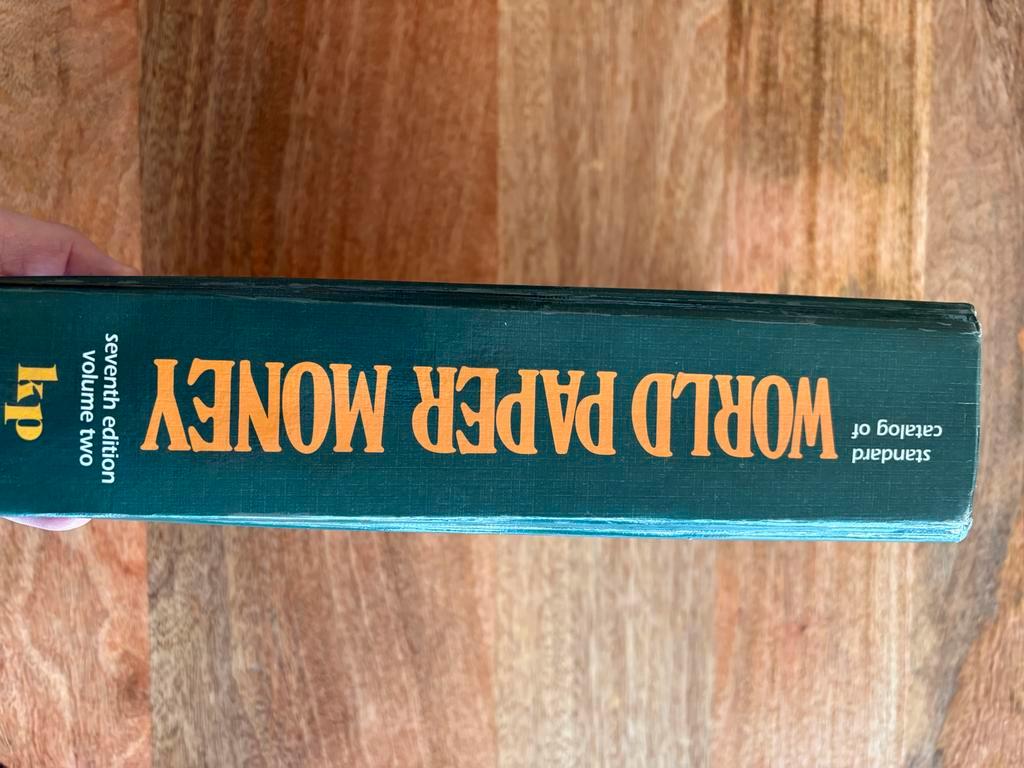 standard
catalog of
WORLD PAPER MONEY
seventh edition
volume two
kp